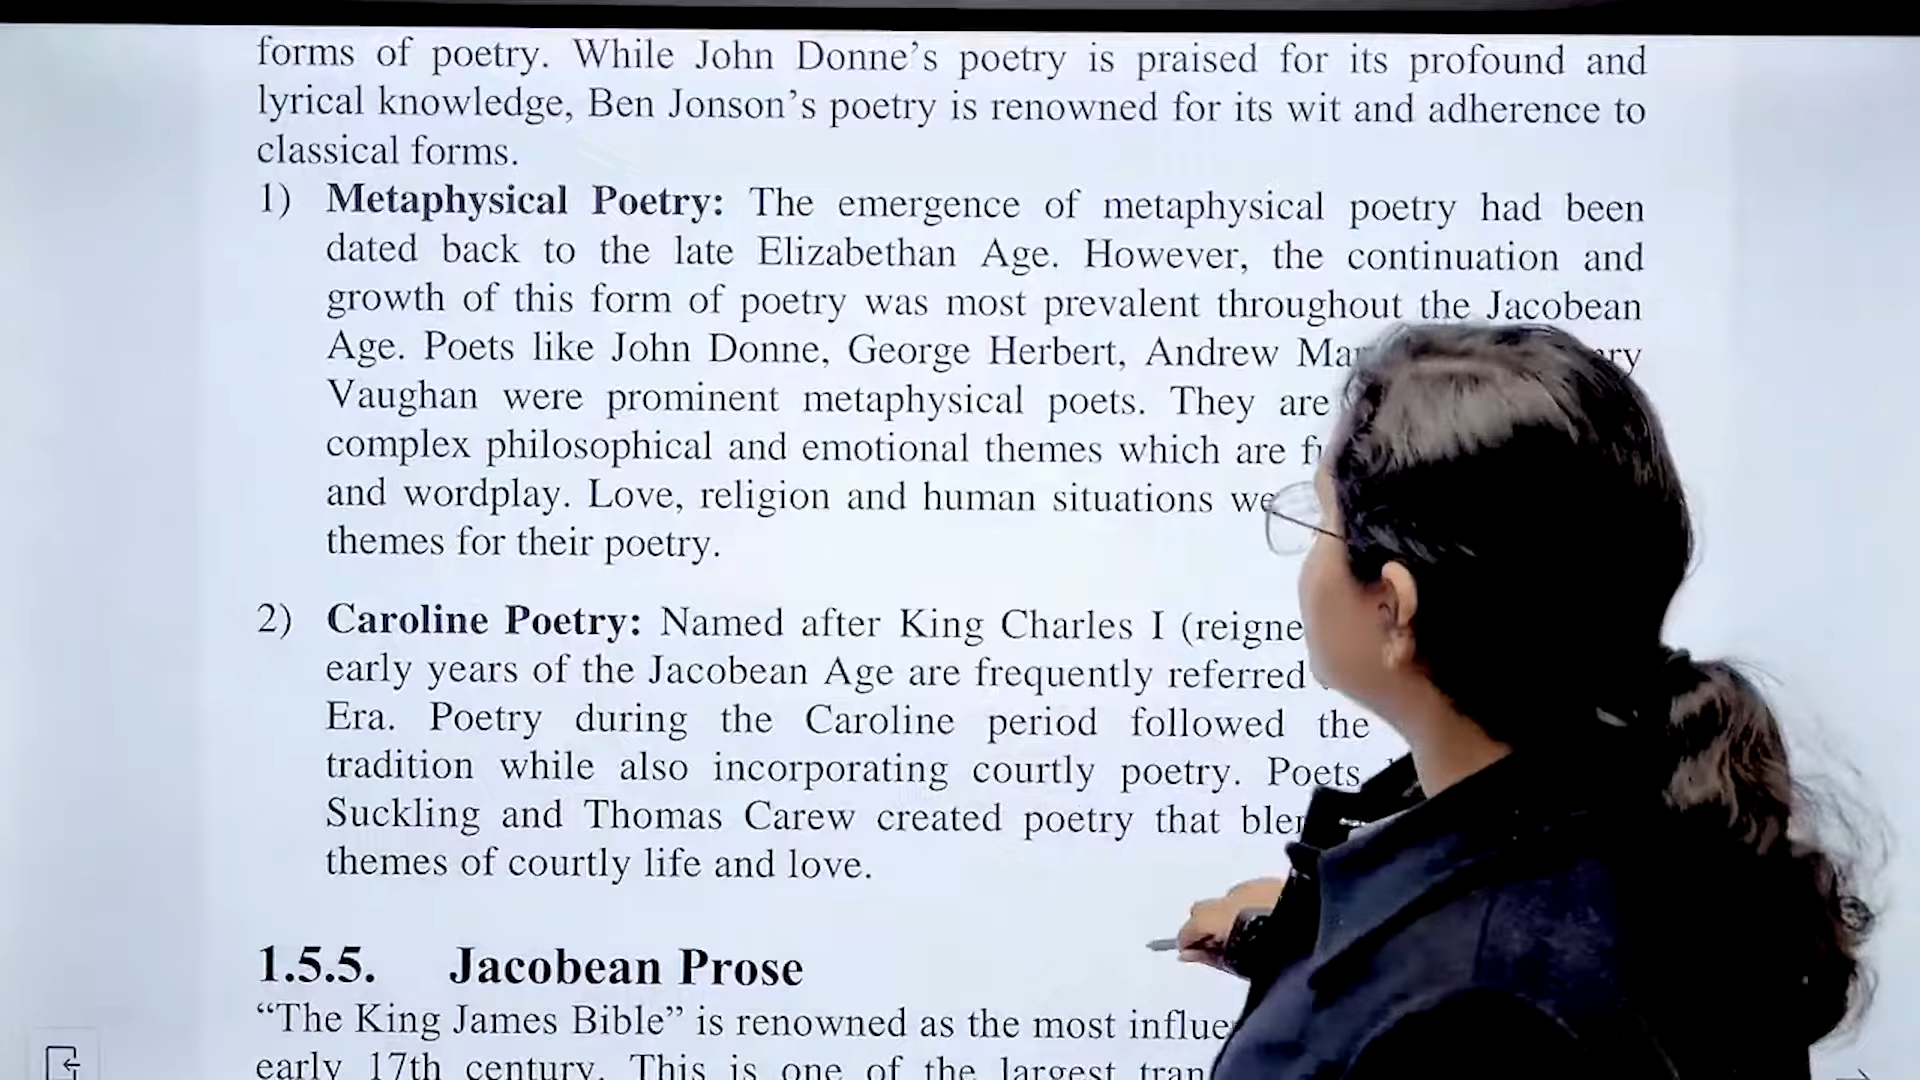 forms of poetry. While John Donne’s poetry is praised for its profound and
lyrical knowledge, Ben Jonson’s poetry is renowned for its wit and adherence to
classical forms.
1) Metaphysical Poetry: The emergence of metaphysical poetry had been
dated back to the late Elizabethan Age. However, the continuation and
growth of this form of poetry was most prevalent throughout the Jacobean
Age. Poets like John Donne, George Herbert, Andrew
Vaughan were prominent metaphysical poets. They are
complex philosophical and emotional themes which are
and wordplay. Love, religion and human situations
themes for their poetry.
2) Caroline Poetry: Named after King Charles I
early years of the Jacobean Age are frequently referred
Era. Poetry during the Caroline period followed the
tradition while also incorporating courtly poetry. Poets
Suckling and Thomas Carew created poetry that
themes of courtly life and love.
1.5.5. Jacobean Prose
“The King James Bible” is renowned as the most
early 17th century. This is one of the largest